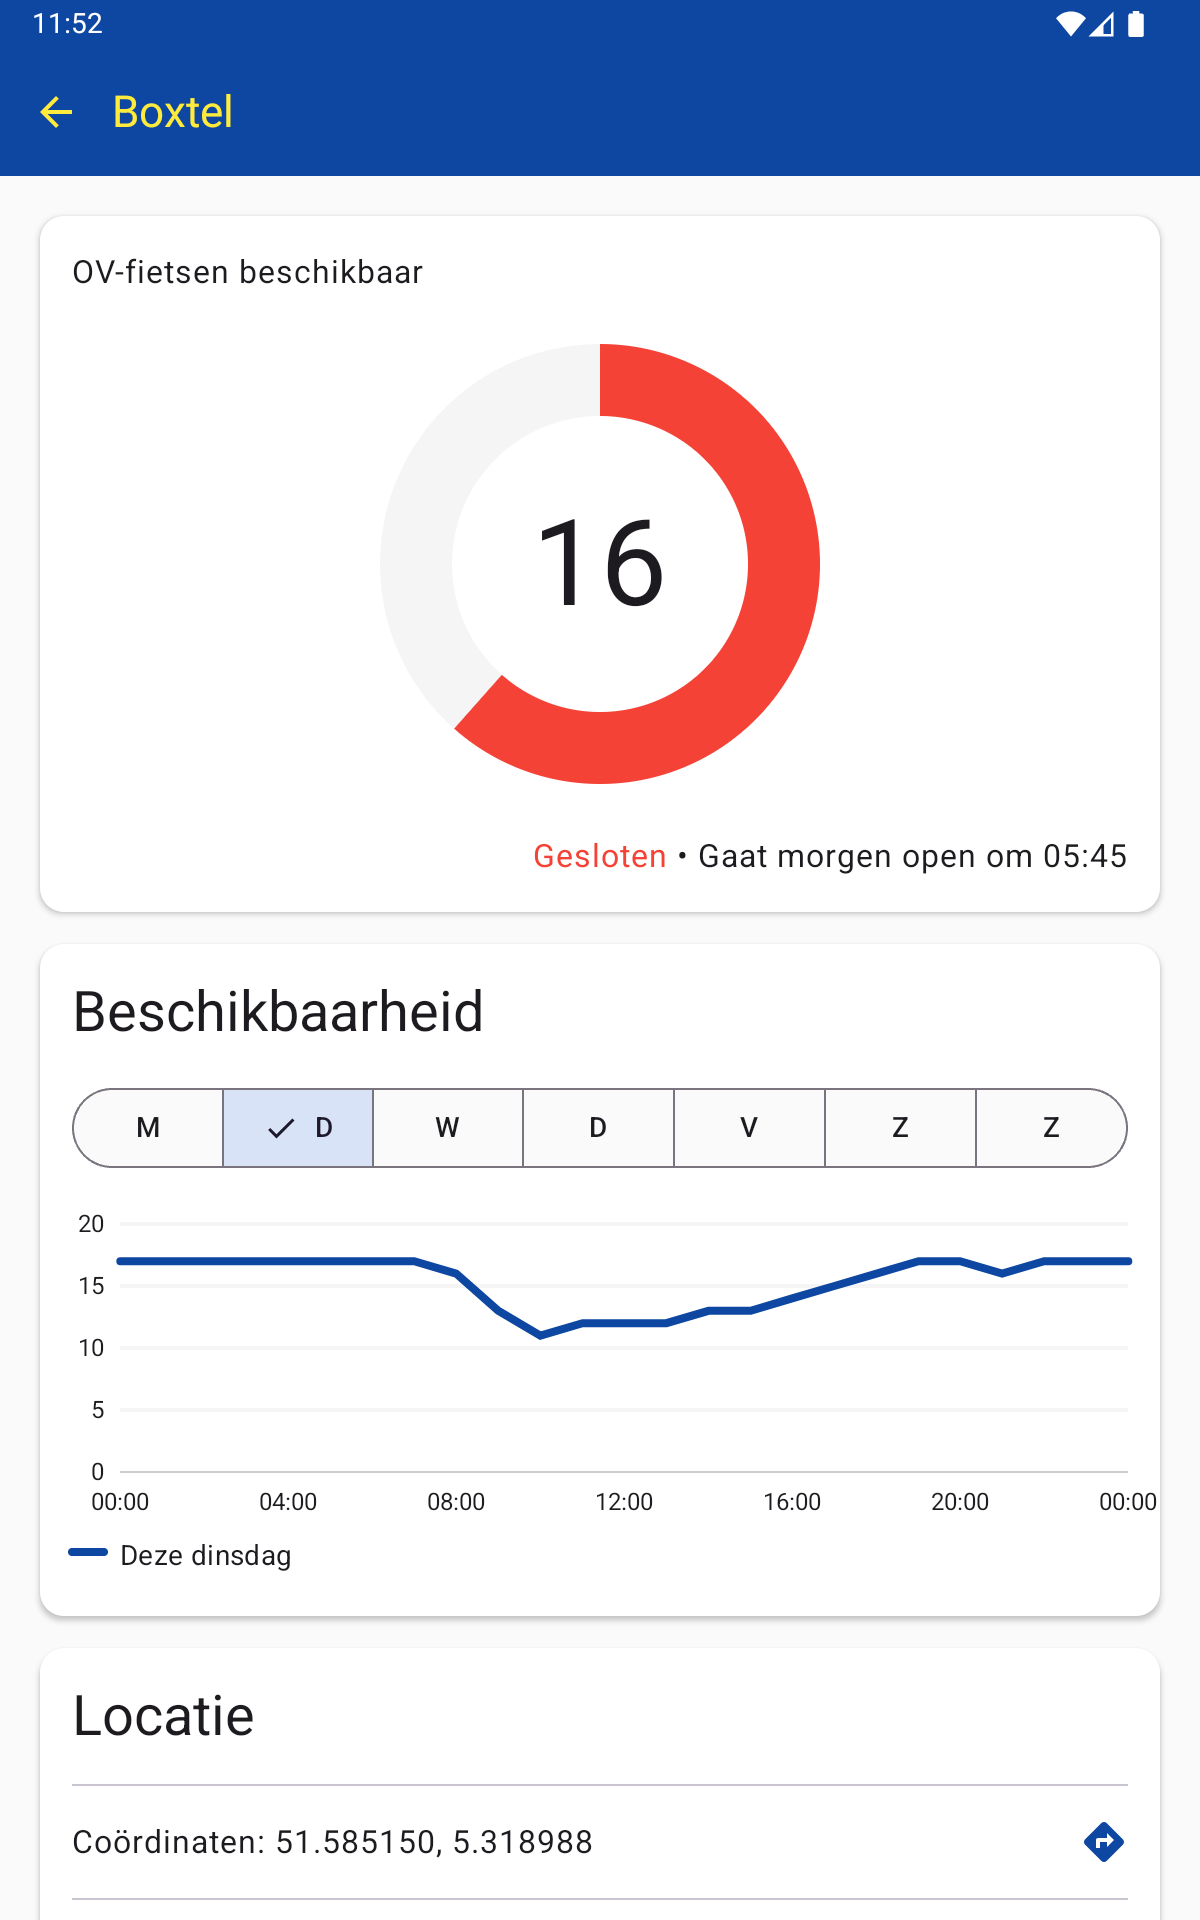 11:52
Boxtel
OV-fietsen beschikbaar
16
Gesloten • Gaat morgen open om 05:45
Beschikbaarheid
M D W D V Z Z
20
15
10
5
0
00:00 04:00 08:00 12:00 16:00 20:00 00:00
Deze dinsdag
Locatie
Coördinaten: 51.585150, 5.318988